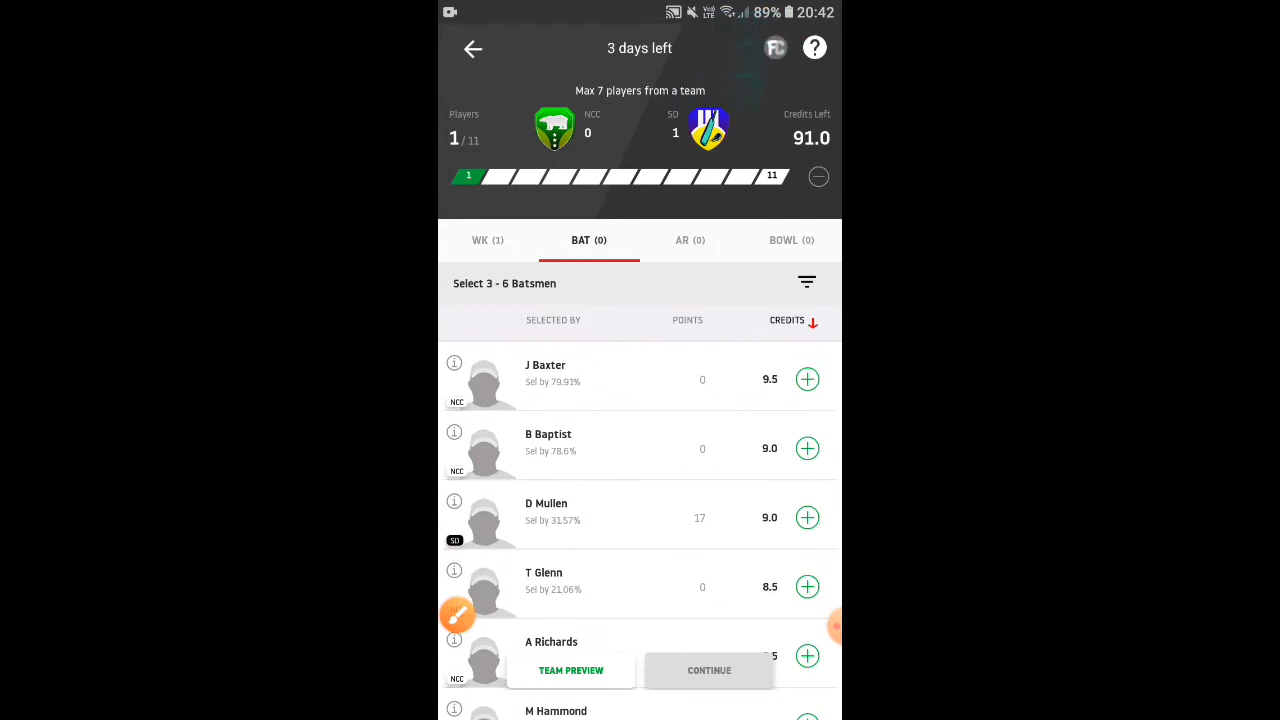 Vo)) LTE 89% 20:42
3 days left
FC ?
Max 7 players from a team
Players NCC SD Credits Left
1/11 0 1 91.0
1 11
WK (1) BAT (0) AR (0) BOWL (0)
Select 3 - 6 Batsmen
SELECTED BY POINTS CREDITS
J Baxter
Sel by 79.91% 0 9.5
NCC
B Baptist
Sel by 78.6% 0 9.0
NCC
D Mullen
Sel by 31.57% 17 9.0
SD
T Glenn
Sel by 21.06% 0 8.5
A Richards
NCC
TEAM PREVIEW CONTINUE
M Hammond